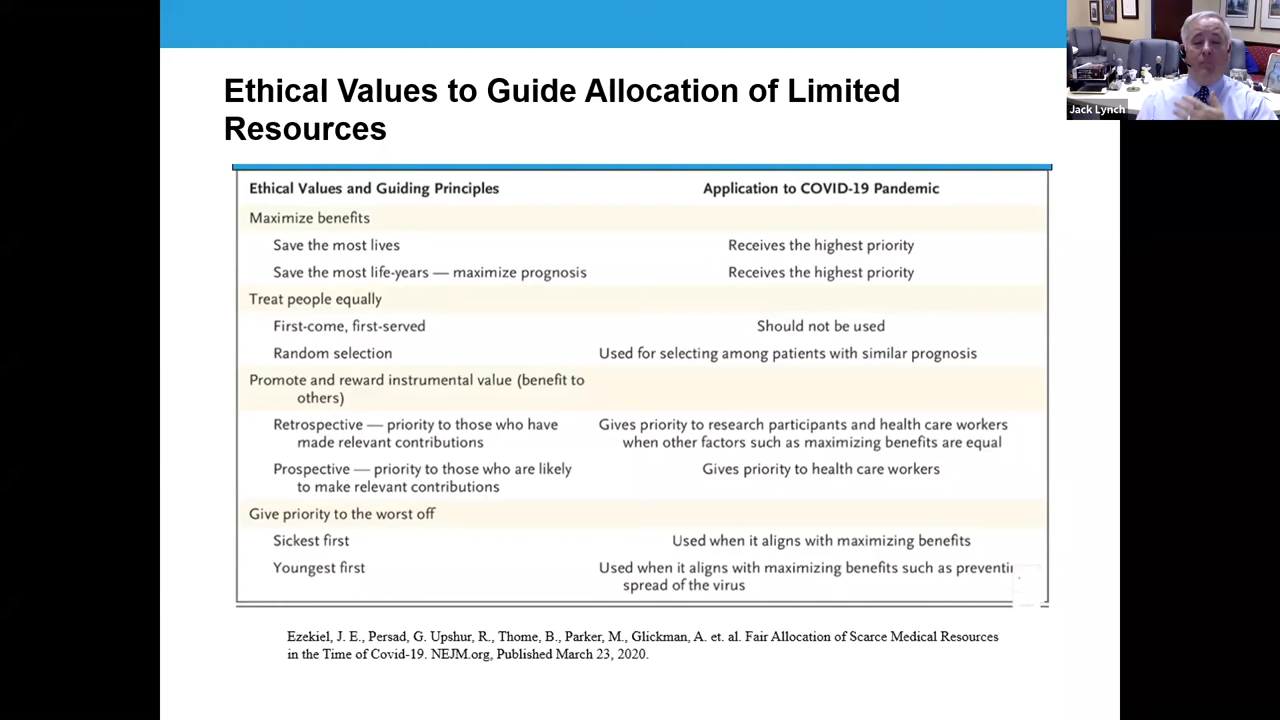 Ethical Values to Guide Allocation of Limited
Resources
Jack Lynch
Ethical Values and Guiding Principles Application to COVID-19 Pandemic
Maximize benefits
Save the most lives Receives the highest priority
Save the most life-years — maximize prognosis Receives the highest priority
Treat people equally
First-come, first-served Should not be used
Random selection Used for selecting among patients with similar prognosis
Promote and reward instrumental value (benefit to
others)
Retrospective — priority to those who have Gives priority to research participants and health care workers
made relevant contributions when other factors such as maximizing benefits are equal
Prospective — priority to those who are likely Gives priority to health care workers
to make relevant contributions
Give priority to the worst off
Sickest first Used when it aligns with maximizing benefits
Youngest first Used when it aligns with maximizing benefits such as preventin
spread of the virus
Ezekiel, J. E., Persad, G. Upshur, R., Thome, B., Parker, M., Glickman, A. et. al. Fair Allocation of Scarce Medical Resources
in the Time of Covid-19. NEJM.org, Published March 23, 2020.